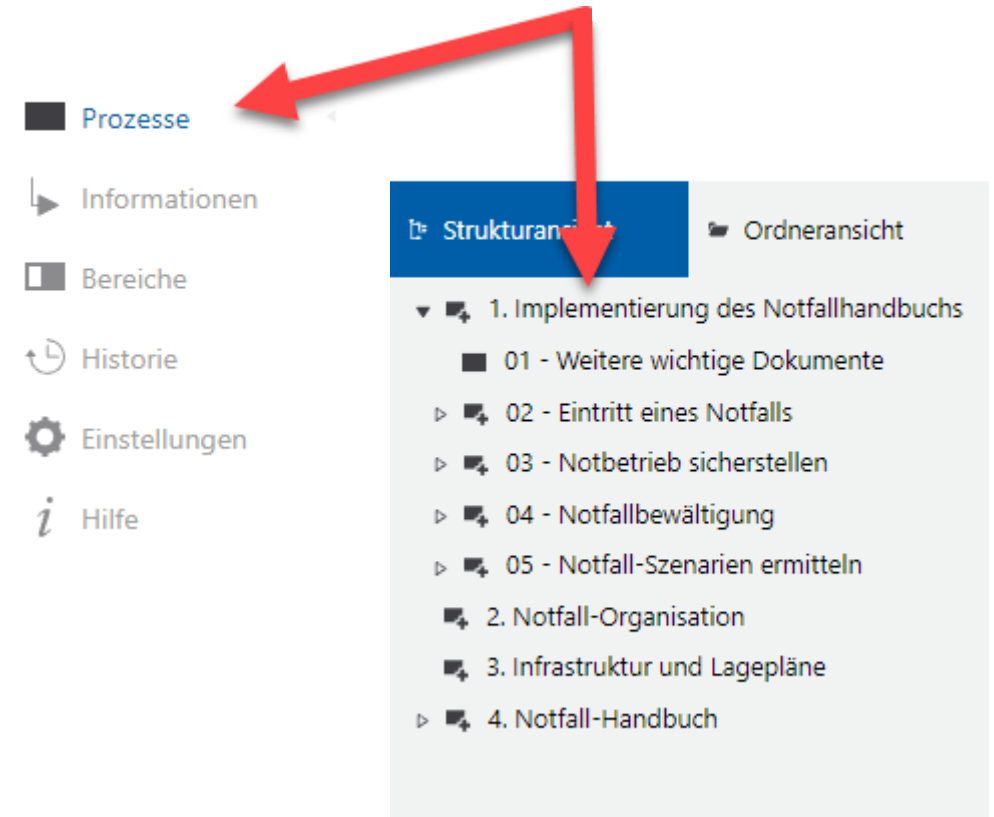 Prozesse
Informationen
Bereiche
Historie
Einstellungen
Hilfe
Ordneransicht
1. Implementierung des Notfallhandbuchs
01 - Weitere wichtige Dokumente
02 - Eintritt eines Notfalls
03 - Notbetrieb sicherstellen
04 - Notfallbewältigung
05 - Notfall-Szenarien ermitteln
2. Notfall-Organisation
3. Infrastruktur und Lagepläne
4. Notfall-Handbuch